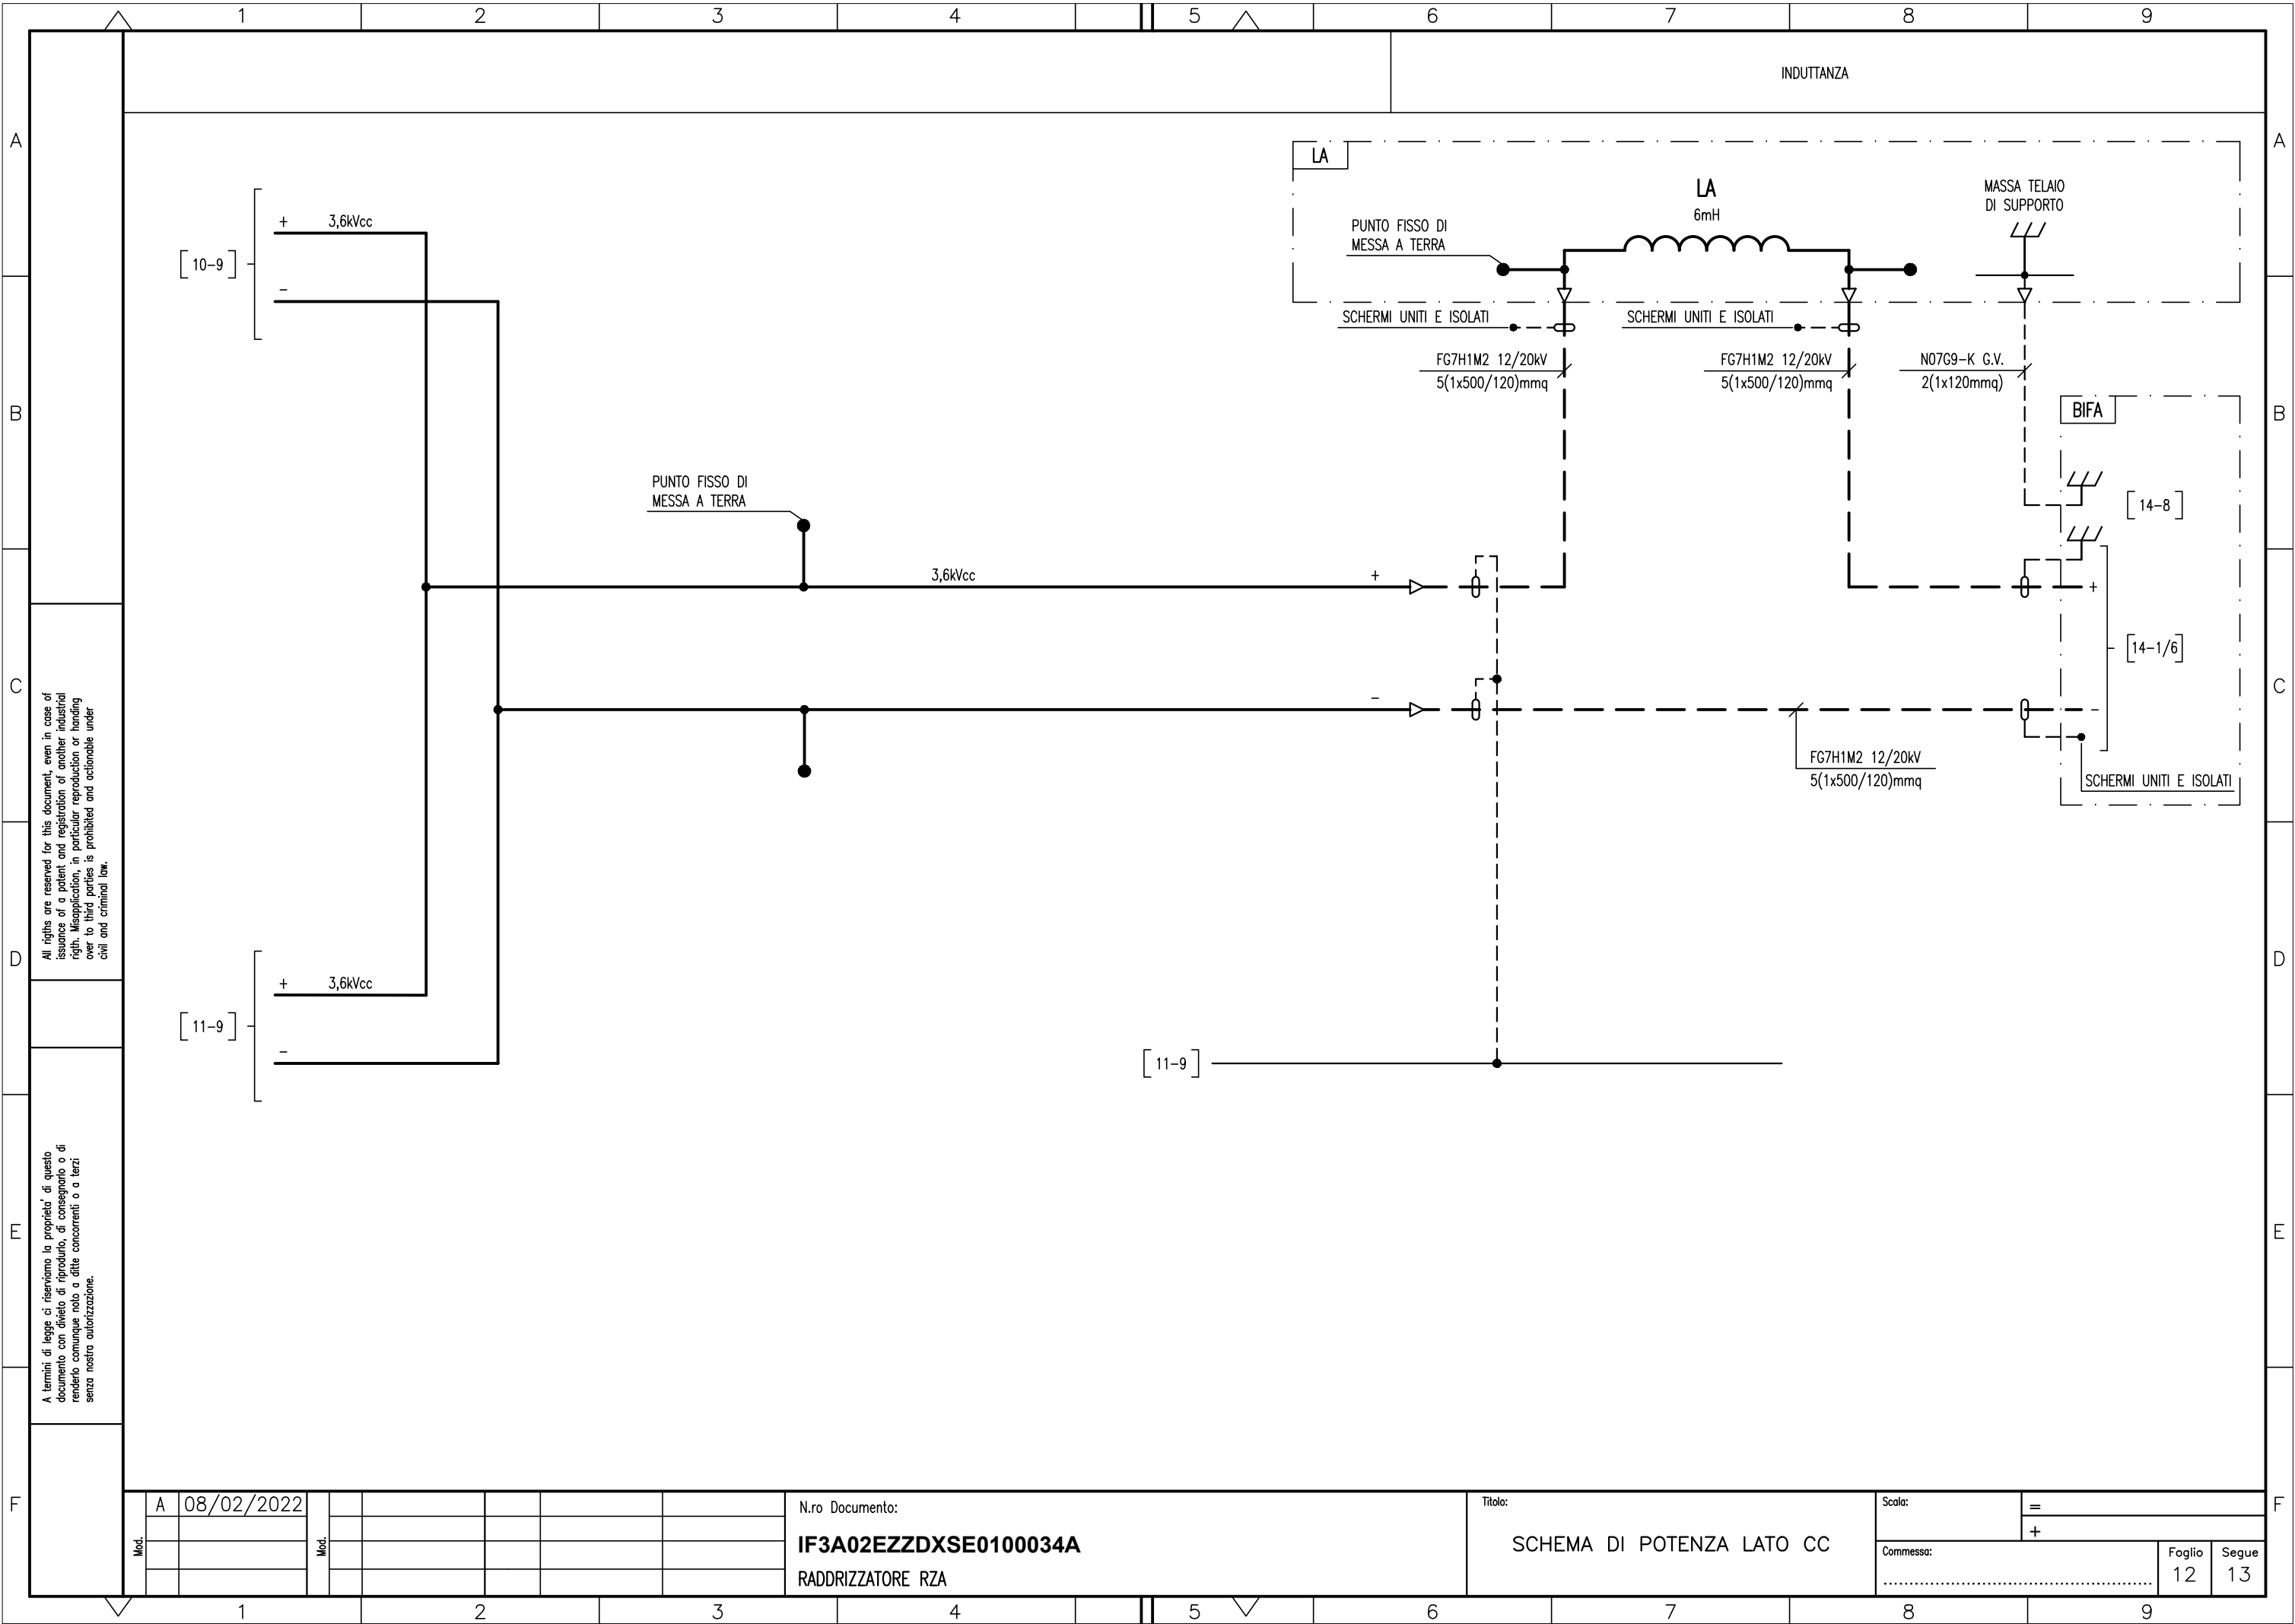 1 2 3 4 5 6 7 8 9
INDUTTANZA
A A
LA
LA
6mH
MASSA TELAIO
DI SUPPORTO
PUNTO FISSO DI
MESSA A TERRA
+ 3,6kVcc
[10-9]
-
SCHERMI UNITI E ISOLATI
SCHERMI UNITI E ISOLATI
FG7H1M2 12/20kV
5(1x500/120)mmq
FG7H1M2 12/20kV
5(1x500/120)mmq
N07G9-K G.V.
2(1x120mmq)
B B
BIFA
PUNTO FISSO DI
MESSA A TERRA
[14-8]
3,6kVcc
+
+
[14-1/6]
C C
-
-
FG7H1M2 12/20kV
5(1x500/120)mmq
SCHERMI UNITI E ISOLATI
All rigths are reserved for this document, even in case of
issuance of a patent and registration of another industrial
rigth. Misapplication, in particular reproduction or handing
over to third parties is prohibited and actionable under
civil and criminal law.
D D
+ 3,6kVcc
[11-9]
-
[11-9]
A termini di legge ci riserviamo la proprieta' di questo
documento con divieto di riprodurlo, di consegnarlo o di
renderlo comunque noto a ditte concorrenti o a terzi
senza nostra autorizzazione.
E E
F F
A 08/02/2022
Mod.
Mod.
N.ro Documento:
IF3A02EZZDXSE0100034A
RADDRIZZATORE RZA
Titolo:
SCHEMA DI POTENZA LATO CC
Scala:
=
+
Commessa:
....................................................
Foglio
12
Segue
13
1 2 3 4 5 6 7 8 9